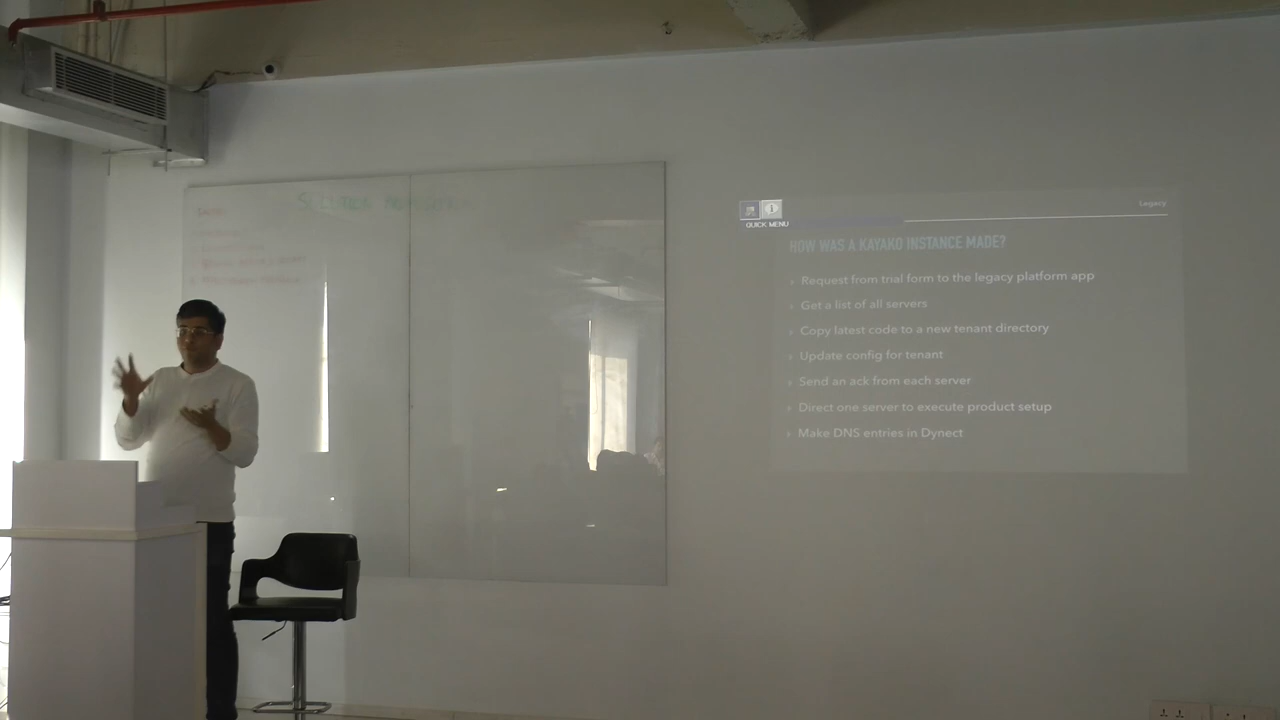 Legacy
QUICK MENU
HOW WAS A KAYAKO INSTANCE MADE?
Request from trial form to the legacy platform app
Get a list of all servers
Copy latest code to a new tenant directory
Update config for tenant
Send an ack from each server
Direct one server to execute product setup
Make DNS entries in Dynect